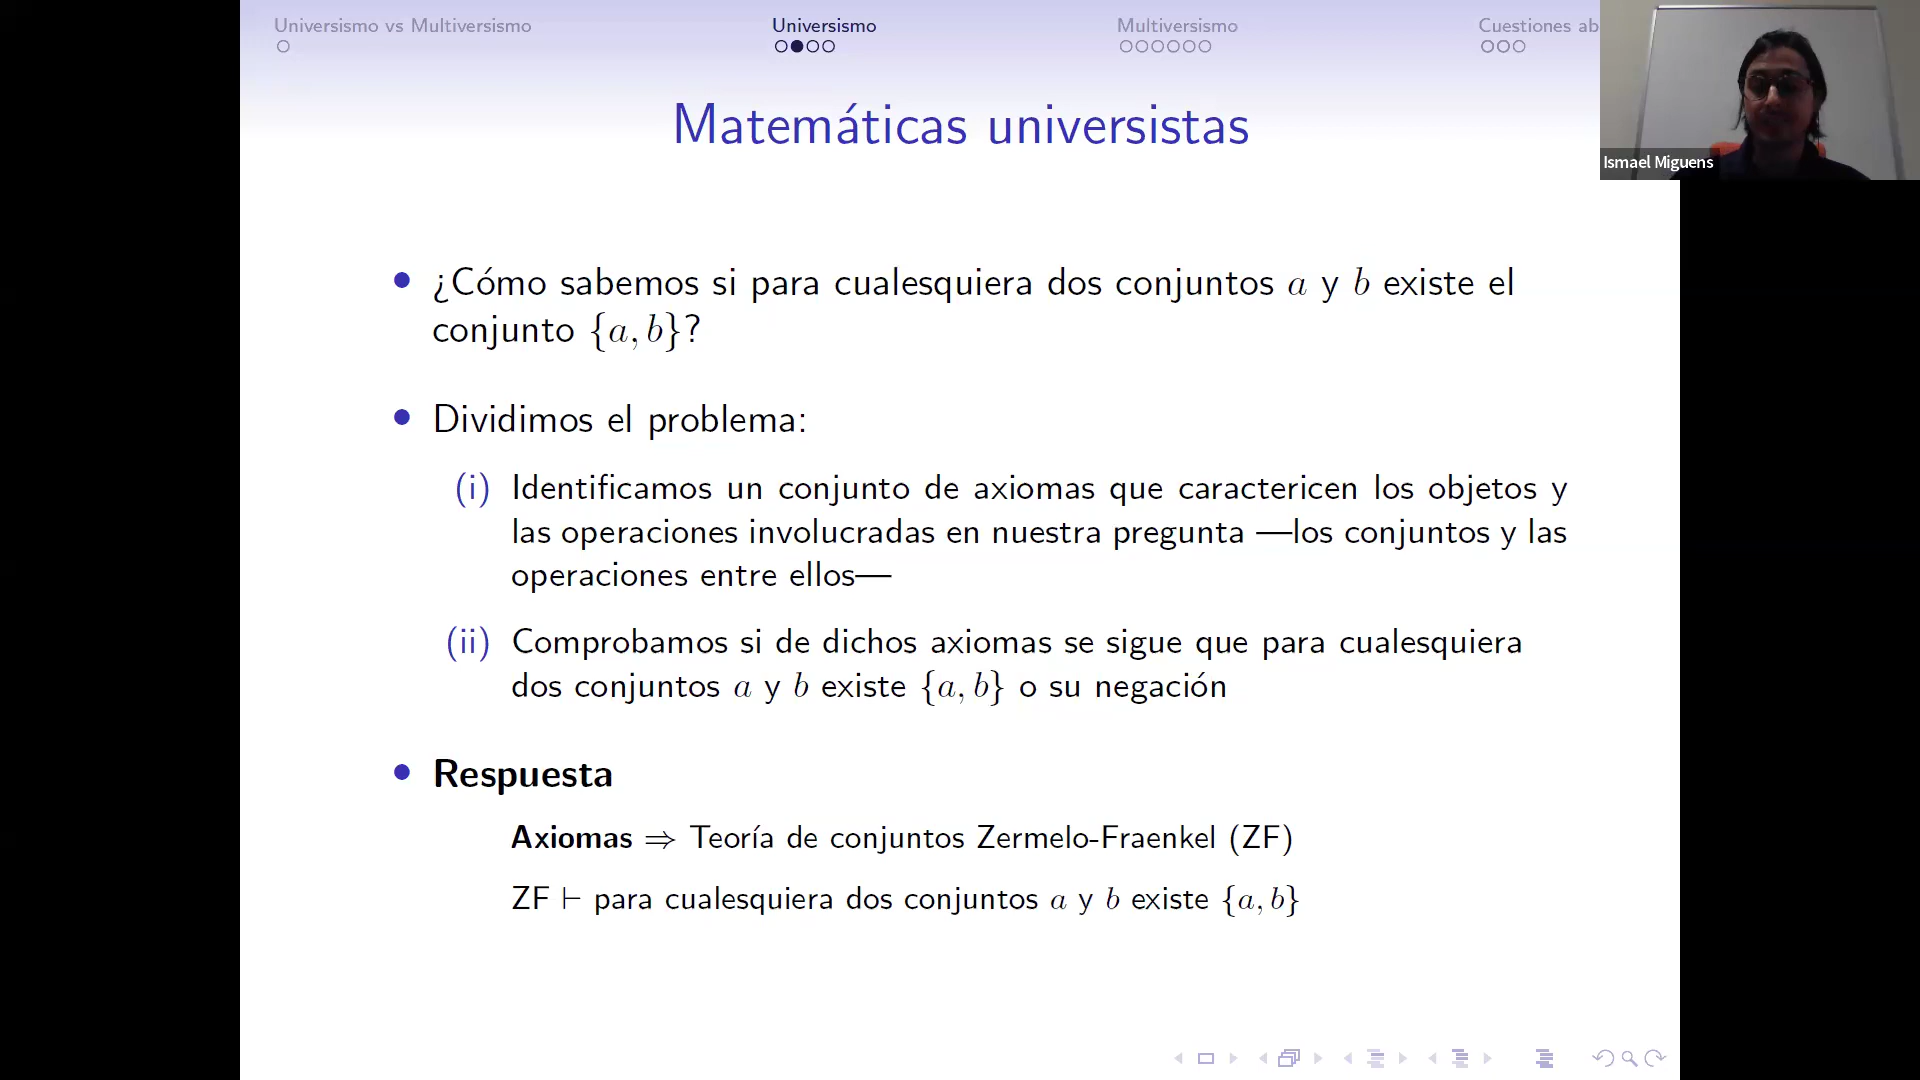 Universismo vs Multiversismo
Universismo
Multiversismo
Cuestiones ab
Ismael Miguens
Matemáticas universistas
¿Cómo sabemos si para cualesquiera dos conjuntos a y b existe el
conjunto {a, b}?
Dividimos el problema:
(i) Identificamos un conjunto de axiomas que caractericen los objetos y
las operaciones involucradas en nuestra pregunta —los conjuntos y las
operaciones entre ellos—
(ii) Comprobamos si de dichos axiomas se sigue que para cualesquiera
dos conjuntos a y b existe {a, b} o su negación
Respuesta
Axiomas ⇒ Teoría de conjuntos Zermelo-Fraenkel (ZF)
ZF ⊢ para cualesquiera dos conjuntos a y b existe {a, b}